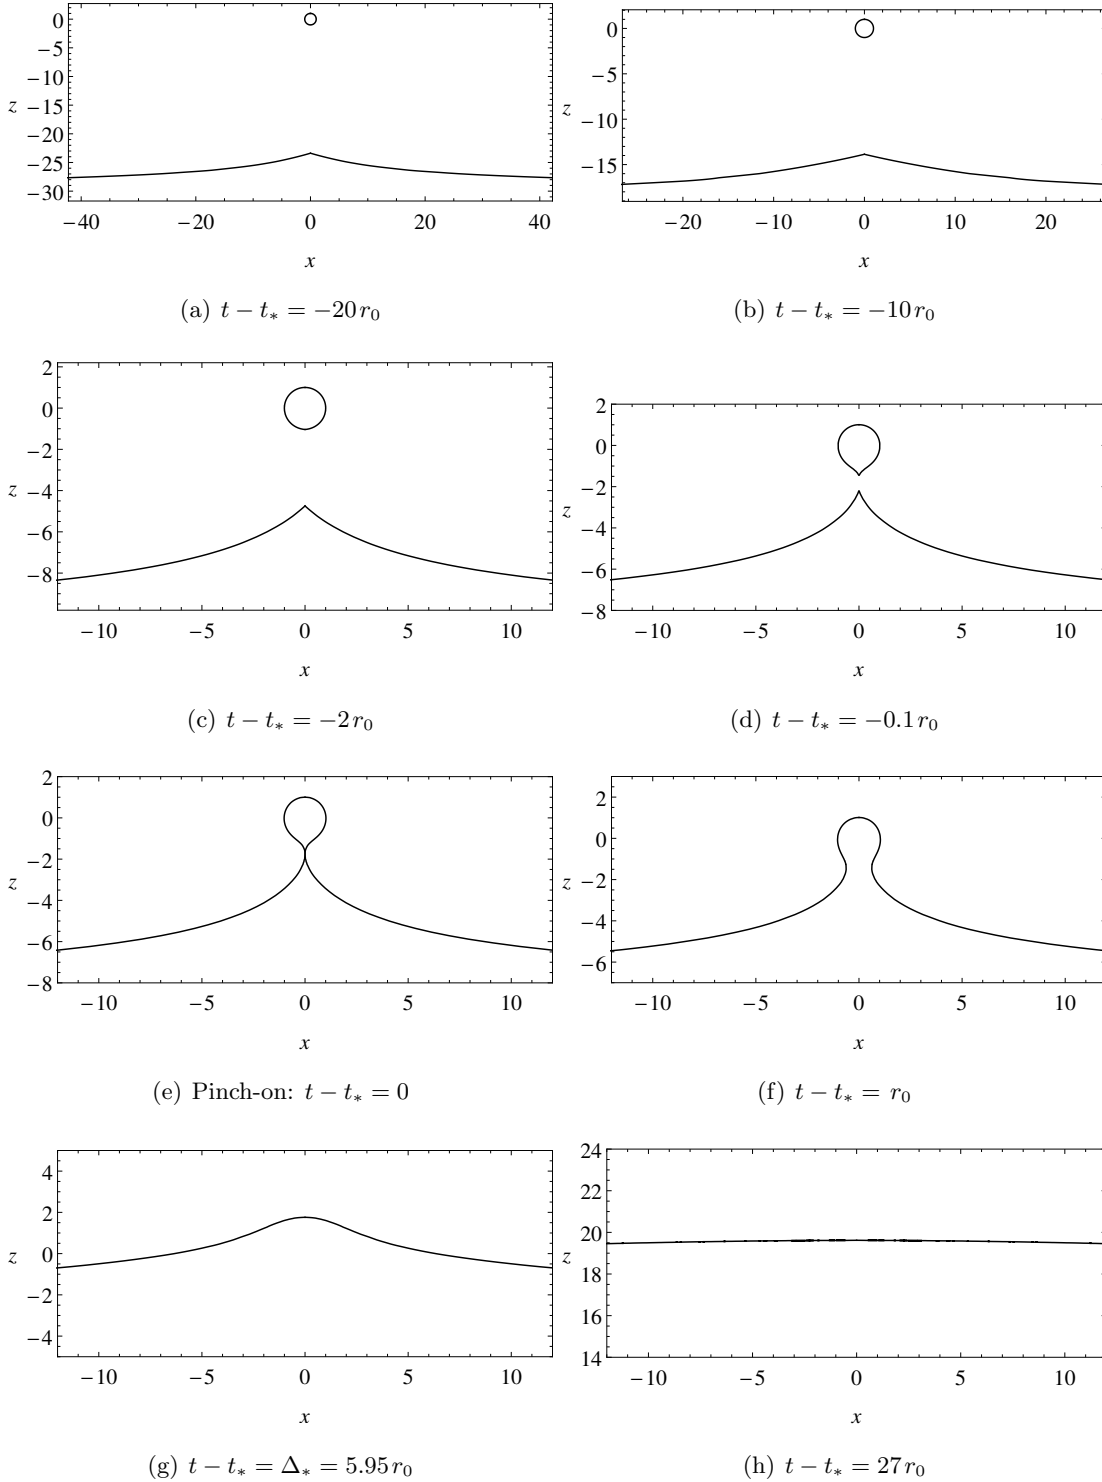 0
−5
−10
−15
−20
−25
−30
z
−40 −20 0 20 40
x
(a) t − t∗ = −20 r₀
0
−5
−10
−15
z
−20 −10 0 10 20
x
(b) t − t∗ = −10 r₀
2
0
−2
−4
−6
−8
z
−10 −5 0 5 10
x
(c) t − t∗ = −2 r₀
2
0
−2
−4
−6
−8
z
−10 −5 0 5 10
x
(d) t − t∗ = −0.1 r₀
2
0
−2
−4
−6
−8
z
−10 −5 0 5 10
x
(e) Pinch-on: t − t∗ = 0
2
0
−2
−4
−6
z
−10 −5 0 5 10
x
(f) t − t∗ = r₀
4
2
0
−2
−4
z
−10 −5 0 5 10
x
(g) t − t∗ = Δ∗ = 5.95 r₀
24
22
20
18
16
14
z
−10 −5 0 5 10
x
(h) t − t∗ = 27 r₀